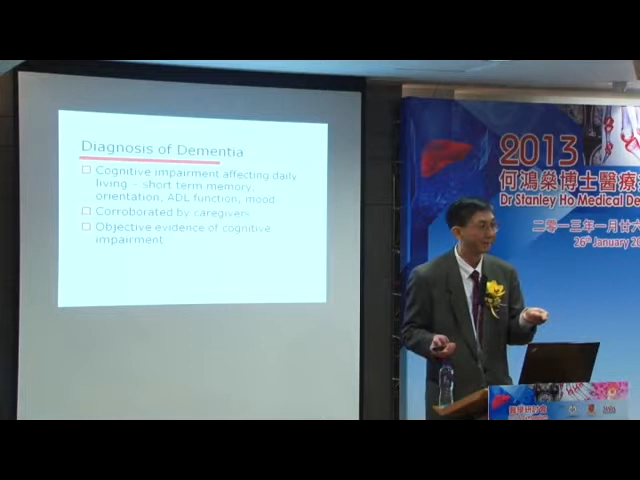 Diagnosis of Dementia
Cognitive impairment affecting daily
living - short term memory,
orientation, ADL function, mood
Corroborated by caregivers
Objective evidence of cognitive
impairment
2013
何鴻燊博士醫療
Dr Stanley Ho Medical De
二零一三年一月廿六
26th January 20